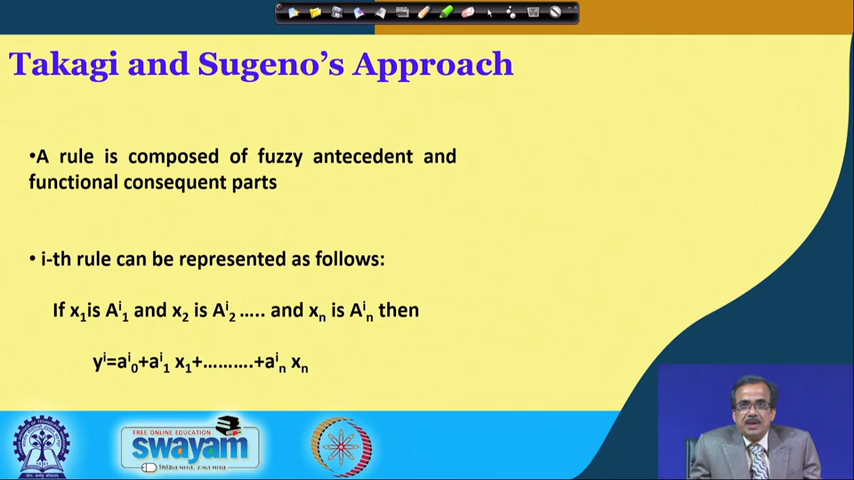 Takagi and Sugeno’s Approach
•A rule is composed of fuzzy antecedent and
functional consequent parts
• i-th rule can be represented as follows:
If x₁is Aⁱ₁ and x₂ is Aⁱ₂ ..... and xₙ is Aⁱₙ then
yⁱ=aⁱ₀+aⁱ₁ x₁+..........+aⁱₙ xₙ
FREE ONLINE EDUCATION
swayam